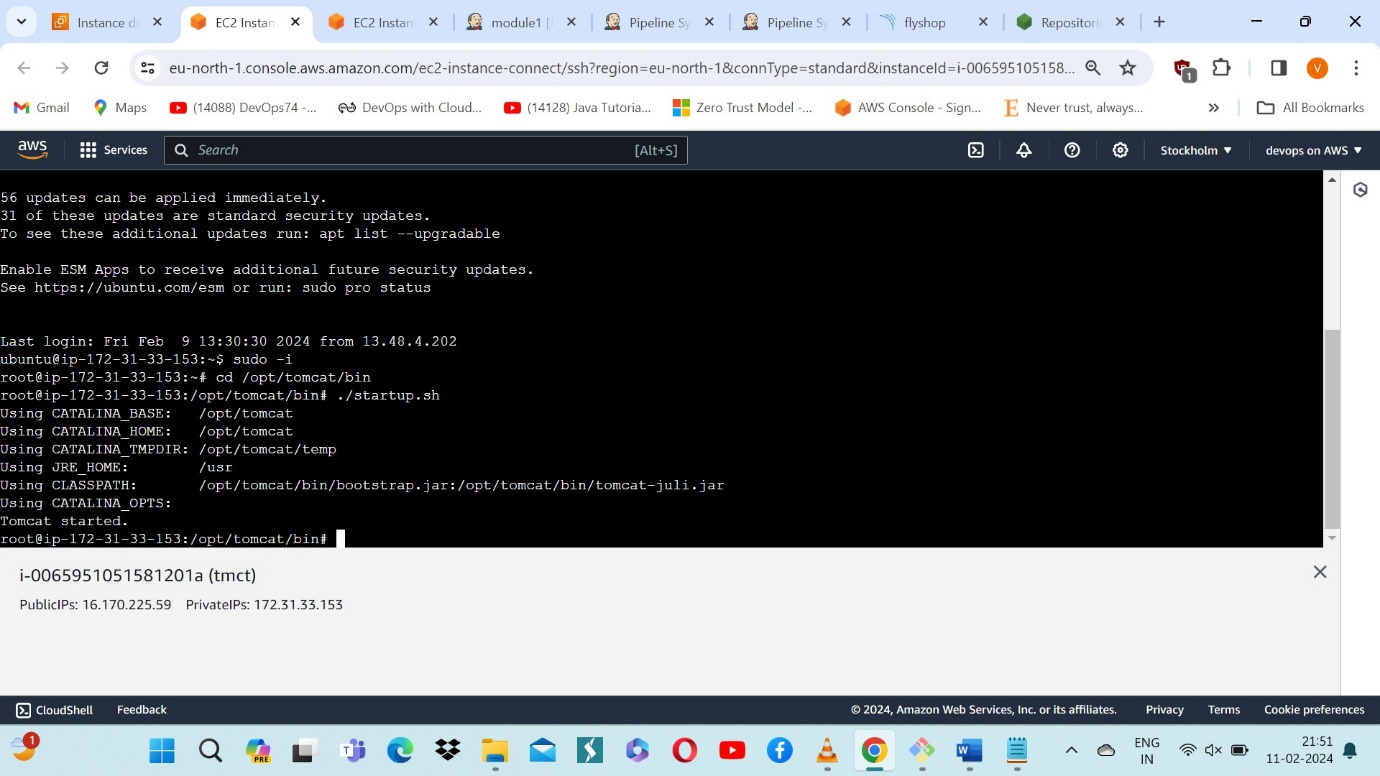 Instance de
EC2 Instan
EC2 Instan
module1 [J
Pipeline Sy
Pipeline Sy
flyshop
Repositori
eu-north-1.console.aws.amazon.com/ec2-instance-connect/ssh?region=eu-north-1&connType=standard&instanceId=i-006595105158...
1
V
Gmail
Maps
(14088) DevOps74 -...
DevOps with Cloud...
(14128) Java Tutoria...
Zero Trust Model -...
AWS Console - Sign...
Never trust, always...
»
All Bookmarks
aws
Services
Search
[Alt+S]
Stockholm
devops on AWS
56 updates can be applied immediately.
31 of these updates are standard security updates.
To see these additional updates run: apt list --upgradable
Enable ESM Apps to receive additional future security updates.
See https://ubuntu.com/esm or run: sudo pro status
Last login: Fri Feb  9 13:30:30 2024 from 13.48.4.202
ubuntu@ip-172-31-33-153:~$ sudo -i
root@ip-172-31-33-153:~# cd /opt/tomcat/bin
root@ip-172-31-33-153:/opt/tomcat/bin# ./startup.sh
Using CATALINA_BASE:   /opt/tomcat
Using CATALINA_HOME:   /opt/tomcat
Using CATALINA_TMPDIR: /opt/tomcat/temp
Using JRE_HOME:        /usr
Using CLASSPATH:       /opt/tomcat/bin/bootstrap.jar:/opt/tomcat/bin/tomcat-juli.jar
Using CATALINA_OPTS:
Tomcat started.
root@ip-172-31-33-153:/opt/tomcat/bin#
i-0065951051581201a (tmct)
PublicIPs: 16.170.225.59 PrivateIPs: 172.31.33.153
CloudShell
Feedback
© 2024, Amazon Web Services, Inc. or its affiliates.
Privacy
Terms
Cookie preferences
1
PRE
ENG
IN
21:51
11-02-2024